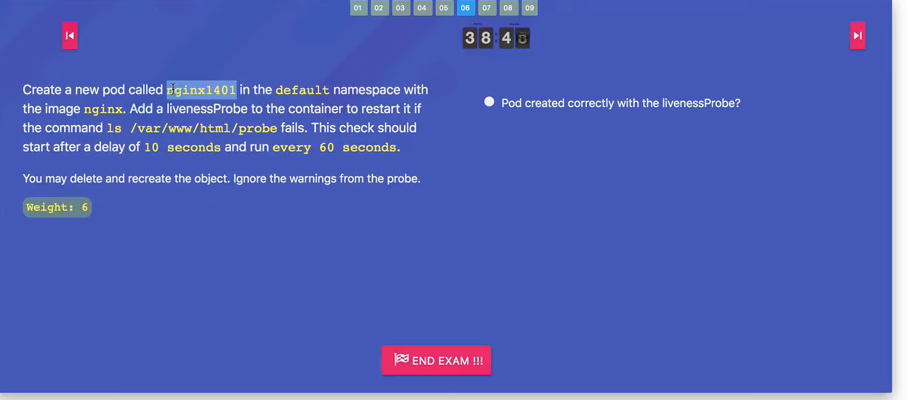 01 02 03 04 05 06 07 08 09
38:4
Create a new pod called nginx1401 in the default namespace with
the image nginx. Add a livenessProbe to the container to restart it if
the command ls /var/www/html/probe fails. This check should
start after a delay of 10 seconds and run every 60 seconds.
You may delete and recreate the object. Ignore the warnings from the probe.
Weight: 6
Pod created correctly with the livenessProbe?
END EXAM !!!